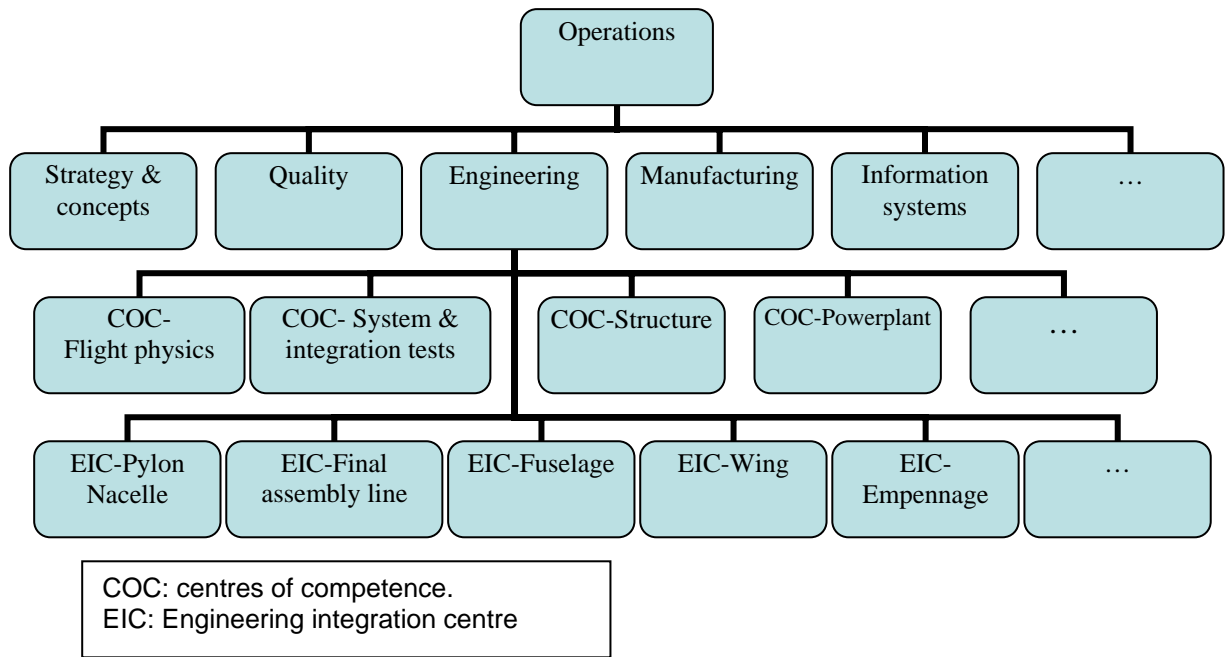 Operations
Strategy &
concepts
Quality
Engineering
Manufacturing
Information
systems
…
COC-
Flight physics
COC- System &
integration tests
COC-Structure
COC-Powerplant
…
EIC-Pylon
Nacelle
EIC-Final
assembly line
EIC-Fuselage
EIC-Wing
EIC-
Empennage
…
COC: centres of competence.
EIC: Engineering integration centre